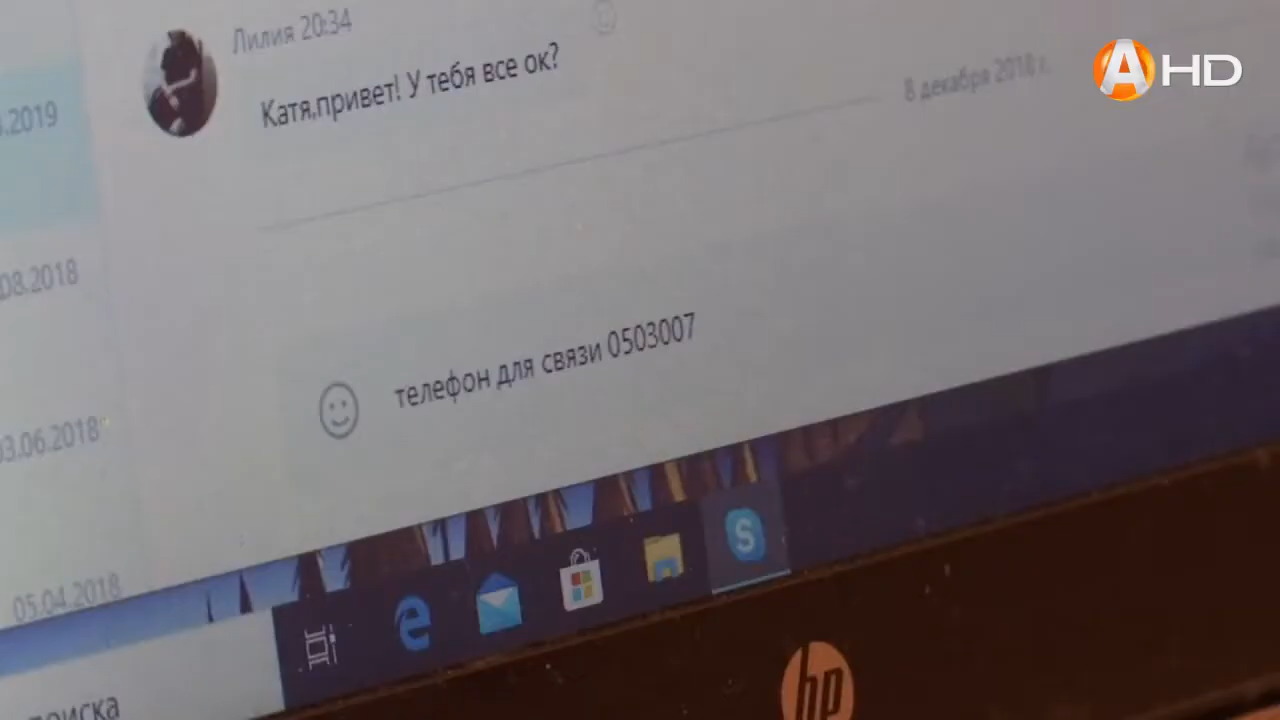 Лилия 20:34
HD
Катя,привет! У тебя все ок?
8 декабря 2018 г.
.2019
08.2018
телефон для связи 0503007
03.06.2018
05.04.2018
поиска
hp